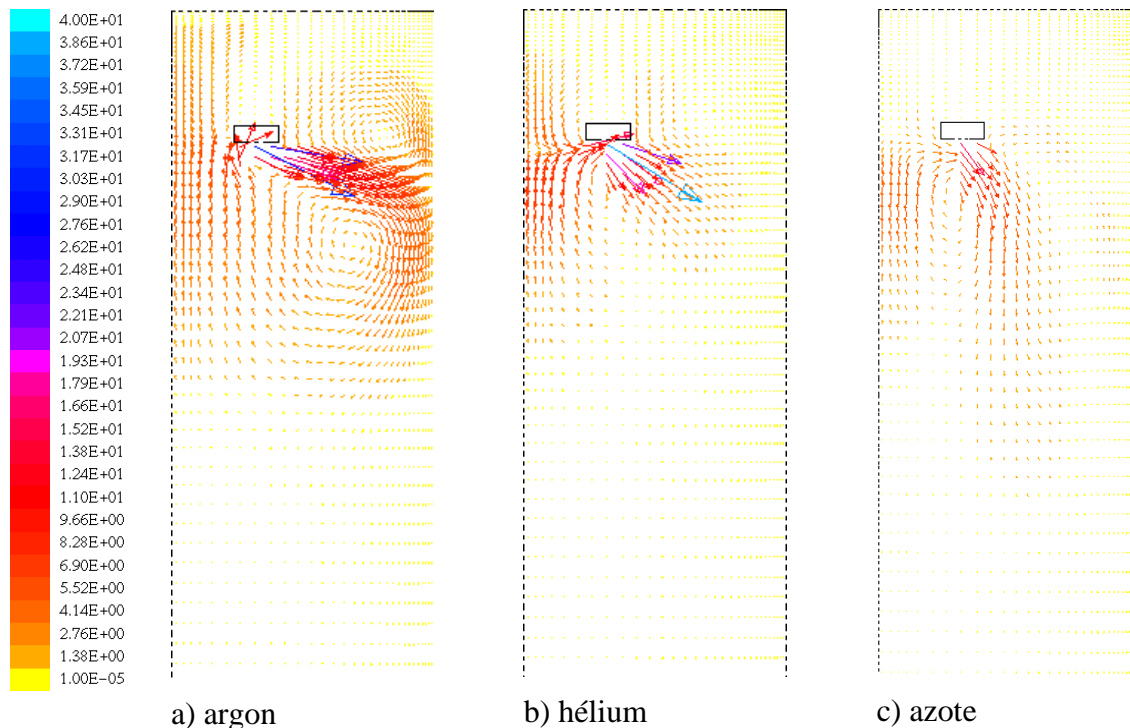 4.00E+01
3.86E+01
3.72E+01
3.59E+01
3.45E+01
3.31E+01
3.17E+01
3.03E+01
2.90E+01
2.76E+01
2.62E+01
2.48E+01
2.34E+01
2.21E+01
2.07E+01
1.93E+01
1.79E+01
1.66E+01
1.52E+01
1.38E+01
1.24E+01
1.10E+01
9.66E+00
8.28E+00
6.90E+00
5.52E+00
4.14E+00
2.76E+00
1.38E+00
1.00E-05
a) argon
b) hélium
c) azote